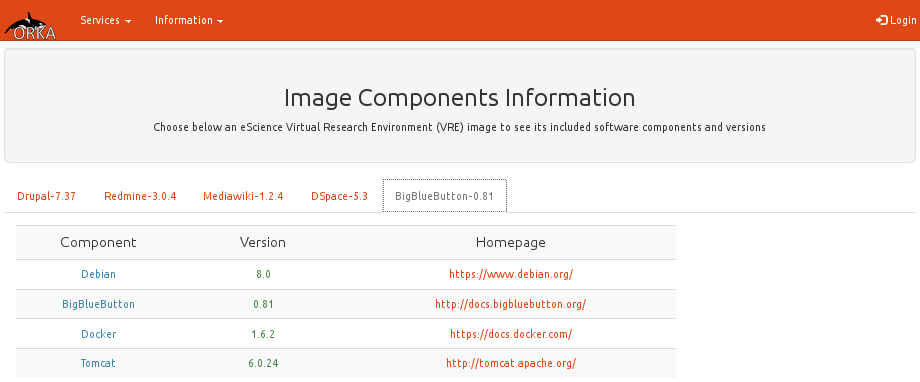 ORKA Services Information Login
Image Components Information
Choose below an eScience Virtual Research Environment (VRE) image to see its included software components and versions
Drupal-7.37 Redmine-3.0.4 Mediawiki-1.2.4 DSpace-5.3 BigBlueButton-0.81
Component Version Homepage
Debian 8.0 https://www.debian.org/
BigBlueButton 0.81 http://docs.bigbluebutton.org/
Docker 1.6.2 https://docs.docker.com/
Tomcat 6.0.24 http://tomcat.apache.org/